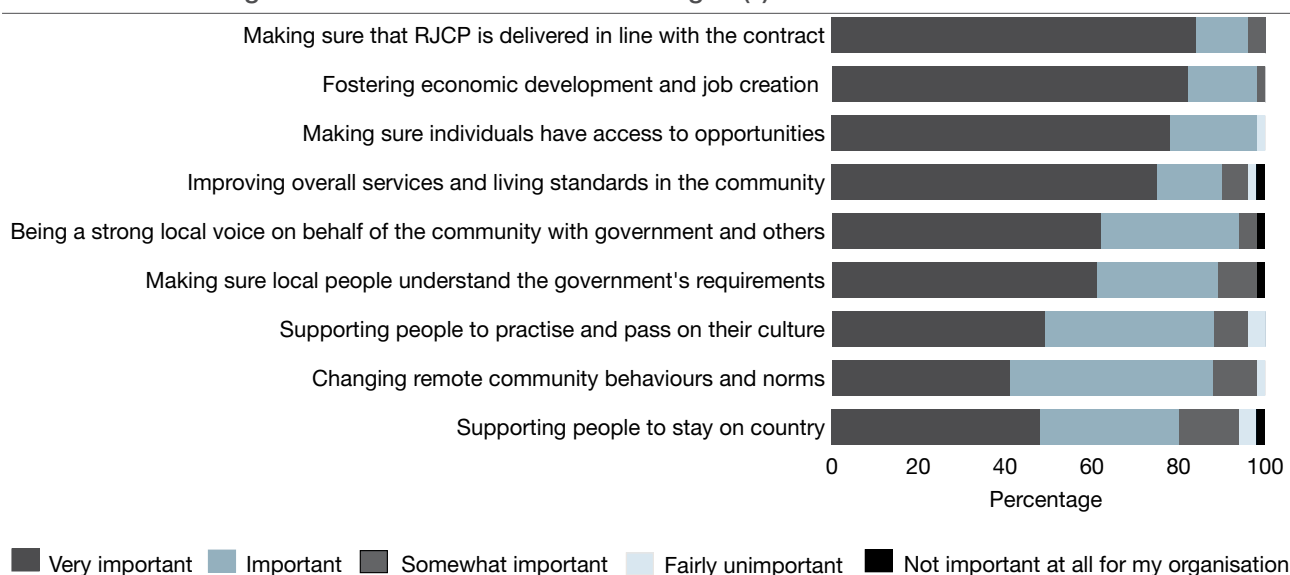 Making sure that RJCP is delivered in line with the contract
Fostering economic development and job creation
Making sure individuals have access to opportunities
Improving overall services and living standards in the community
Being a strong local voice on behalf of the community with government and others
Making sure local people understand the government's requirements
Supporting people to practise and pass on their culture
Changing remote community behaviours and norms
Supporting people to stay on country
0 20 40 60 80 100
Percentage
Very important Important Somewhat important Fairly unimportant Not important at all for my organisation